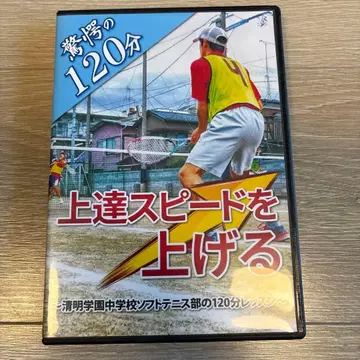 驚愕の
120分
上達スピードを
上げる
～清明学園中学校ソフトテニス部の120分レッスン～